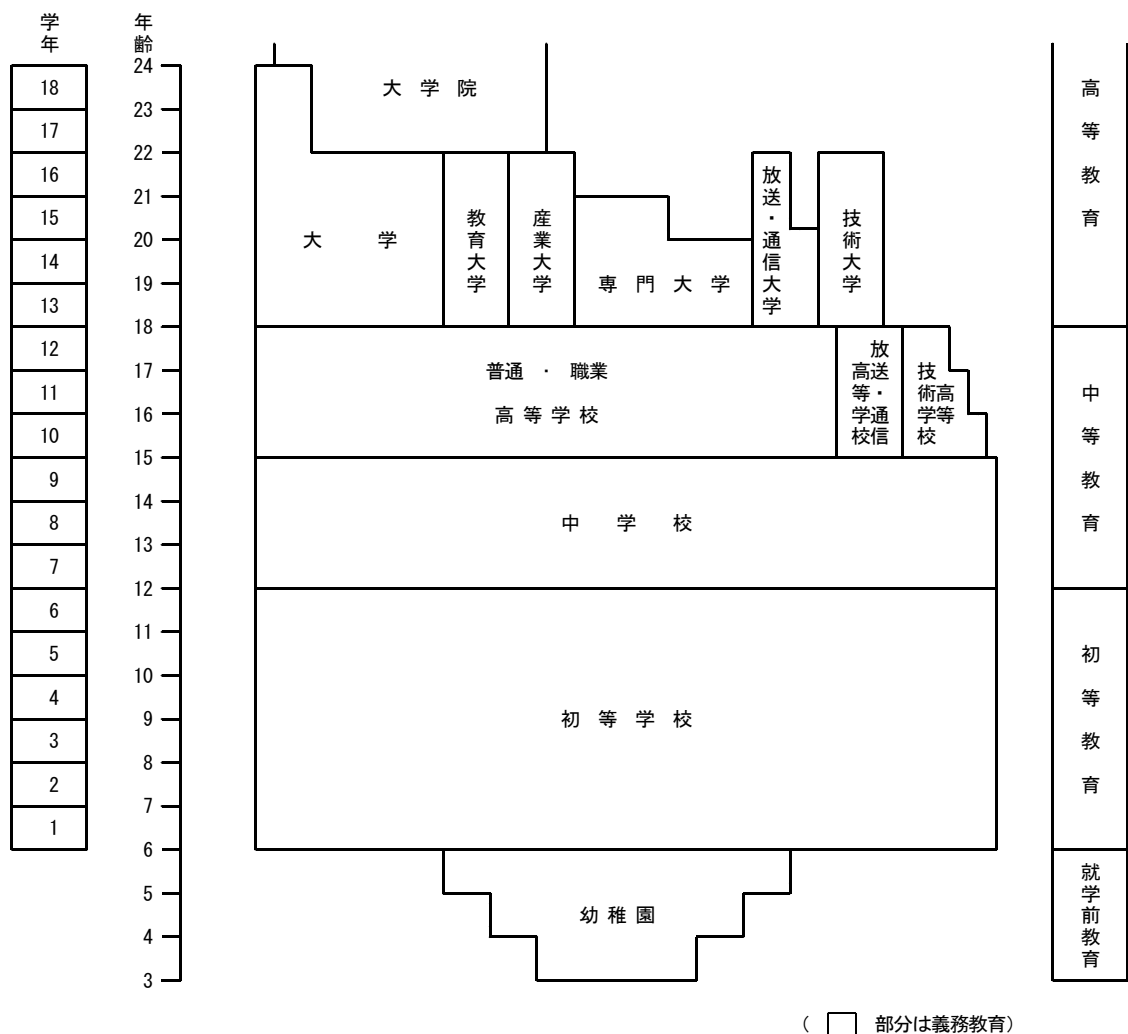 学年
年齢
24
18
23
17
22
16
21
15
20
14
19
13
18
12
17
11
16
10
15
9
14
8
13
7
12
6
11
5
10
4
9
3
8
2
7
1
6
5
4
3
大学院
大学
教育大学
産業大学
専門大学
放送・通信大学
技術大学
普通・職業
高等学校
放送・通信
高等学校
技術高等学校
中学校
初等学校
幼稚園
高等教育
中等教育
初等教育
就学前教育
(□ 部分は義務教育)